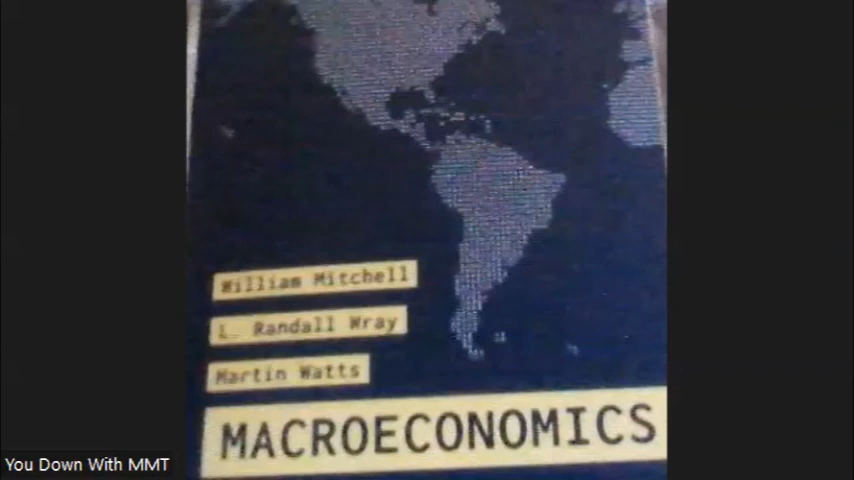 William Mitchell
L. Randall Wray
Martin Watts
MACROECONOMICS
You Down With MMT